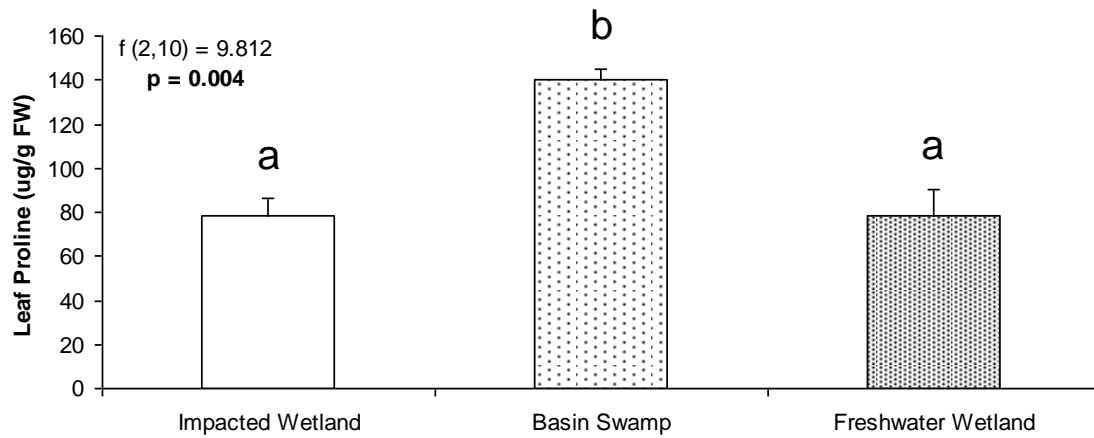 f (2,10) = 9.812
p = 0.004
Leaf Proline (ug/g FW)
160
140
120
100
80
60
40
20
0
a
b
a
Impacted Wetland
Basin Swamp
Freshwater Wetland